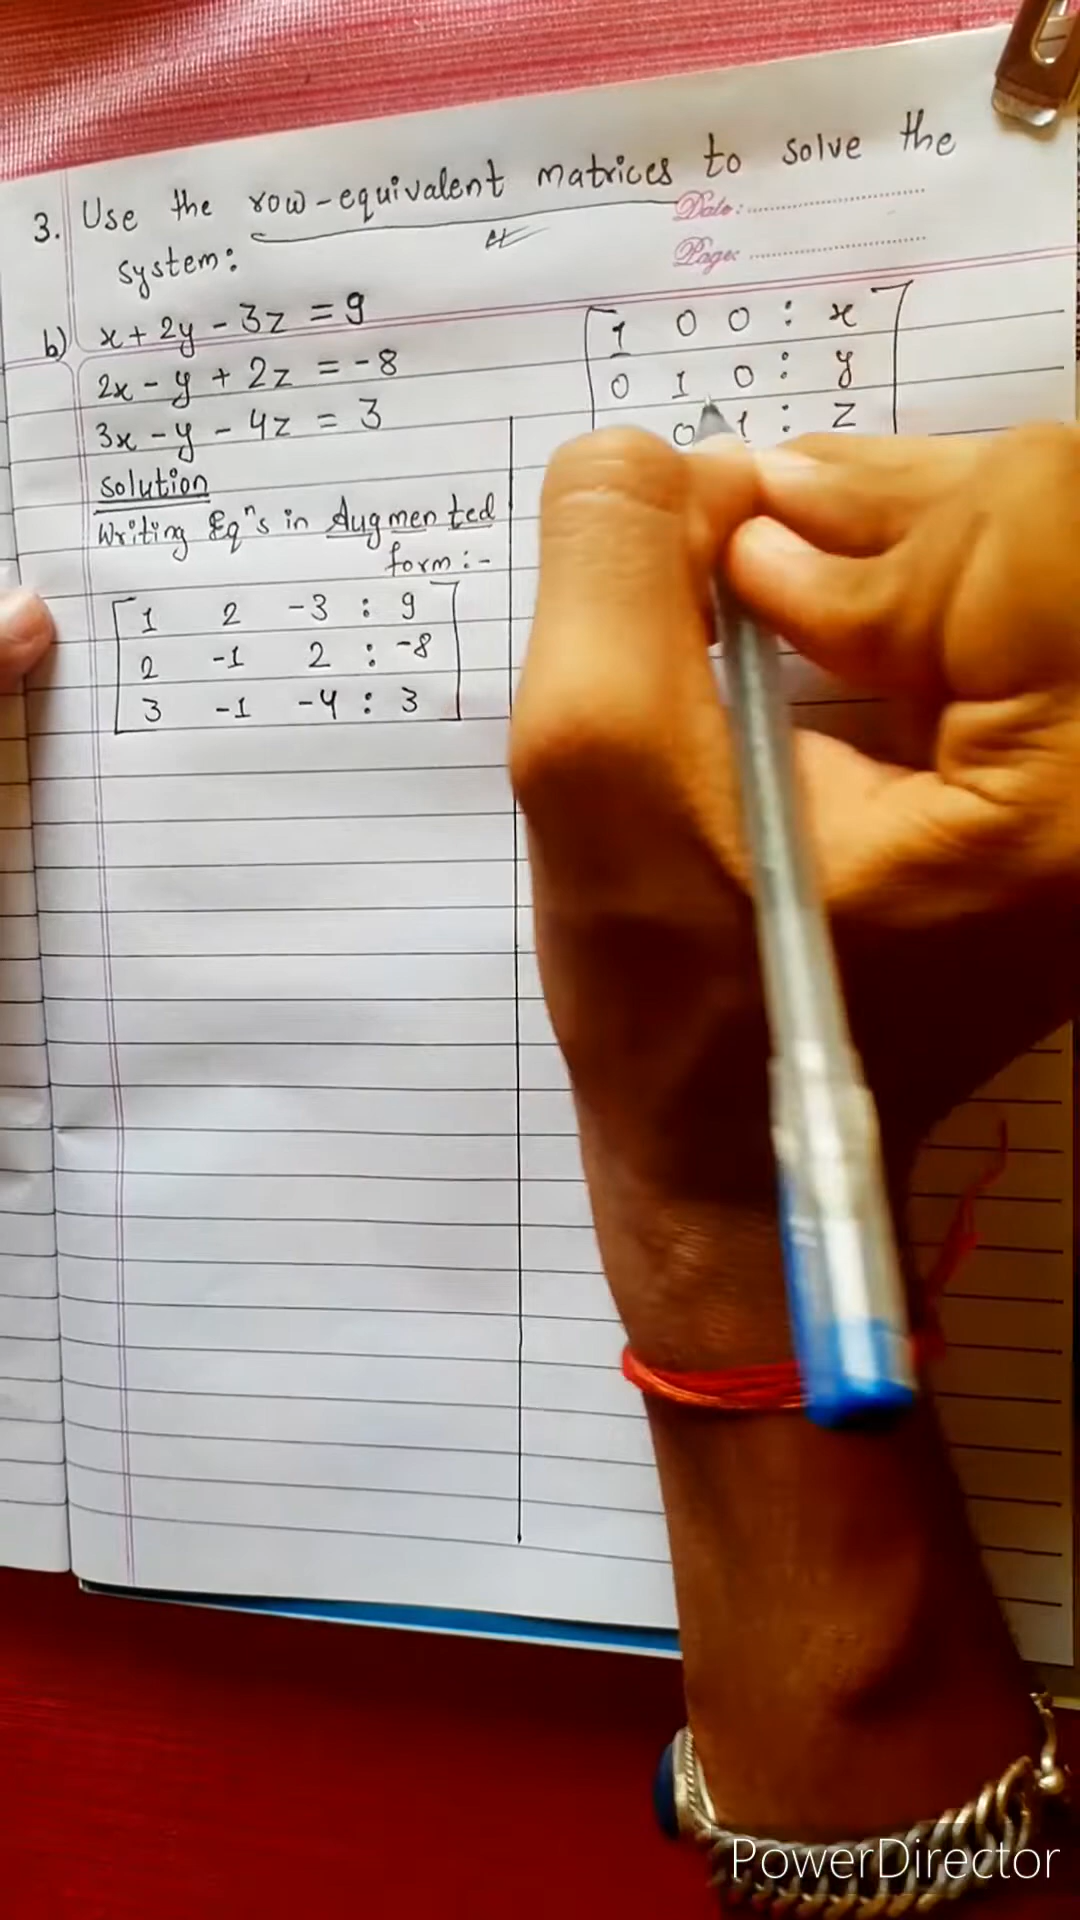 3. Use the row-equivalent matrices to solve the
system:
Date:
Page:
b) x + 2y - 3z = 9
2x - y + 2z = -8
3x - y - 4z = 3
solution
Writing Eqⁿs in Augmented
form :-
1 2 -3 : 9
2 -1 2 : -8
3 -1 -4 : 3
1 0 0 : x
0 1 0 : y
0 1 : z
PowerDirector